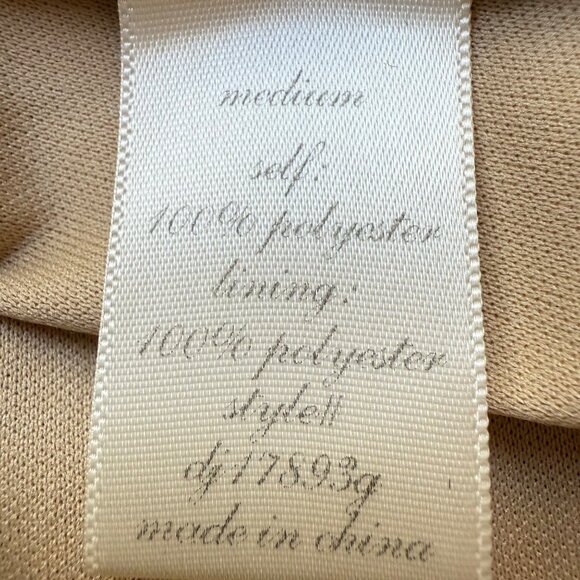 medium
self:
100% polyester
lining:
100% polyester
style#
dj17893g
made in china